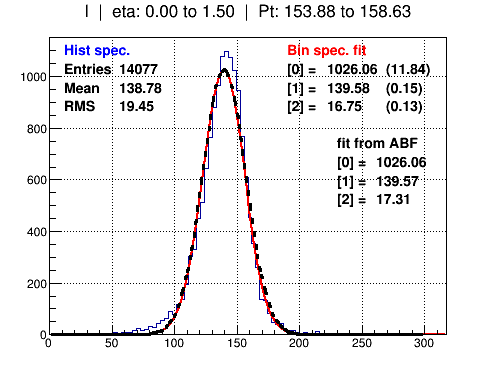 I | eta: 0.00 to 1.50 | Pt: 153.88 to 158.63
Hist spec.
Entries 14077
Mean 138.78
RMS 19.45
Bin spec. fit
[0] = 1026.06 (11.84)
[1] = 139.58 (0.15)
[2] = 16.75 (0.13)
fit from ABF
[0] = 1026.06
[1] = 139.57
[2] = 17.31
1000
800
600
400
200
0
0 50 100 150 200 250 300